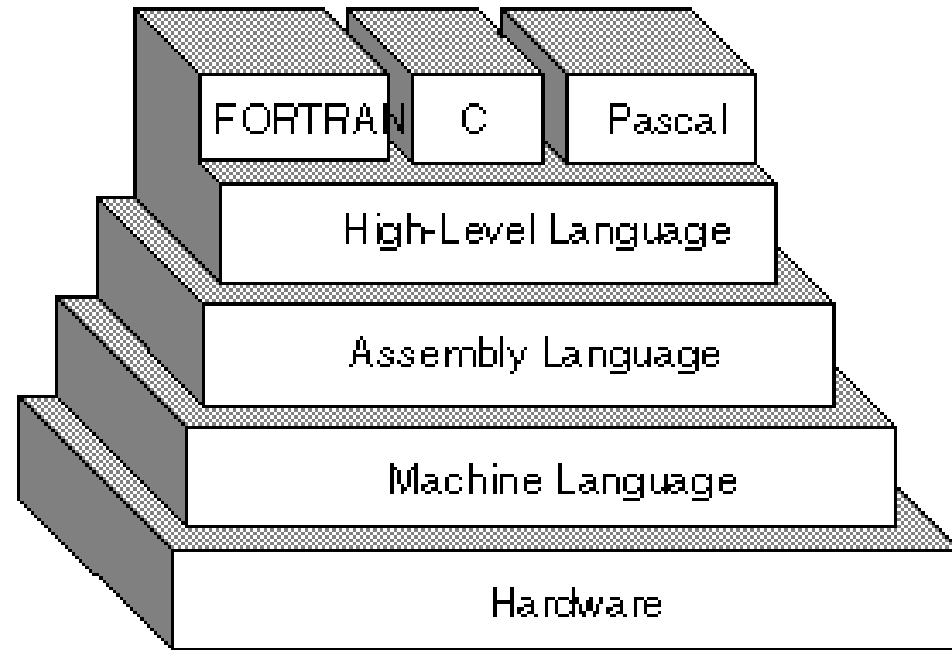 FORTRAN C Pascal
High-Level Language
Assembly Language
Machine Language
Hardware